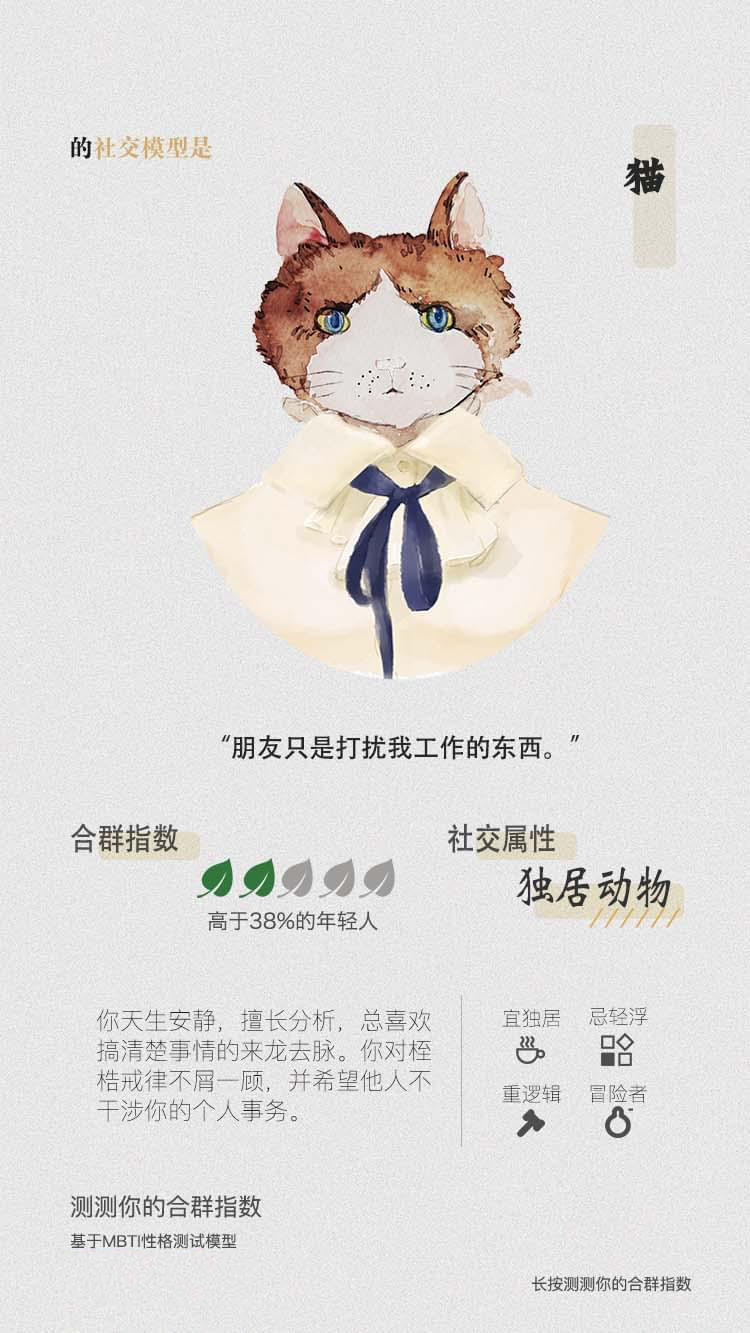 的社交模型是
猫
“朋友只是打扰我工作的东西。”
合群指数
高于38%的年轻人
社交属性
独居动物
你天生安静，擅长分析，总喜欢
搞清楚事情的来龙去脉。你对桎
梏戒律不屑一顾，并希望他人不
干涉你的个人事务。
宜独居
忌轻浮
重逻辑
冒险者
测测你的合群指数
基于MBTI性格测试模型
长按测测你的合群指数